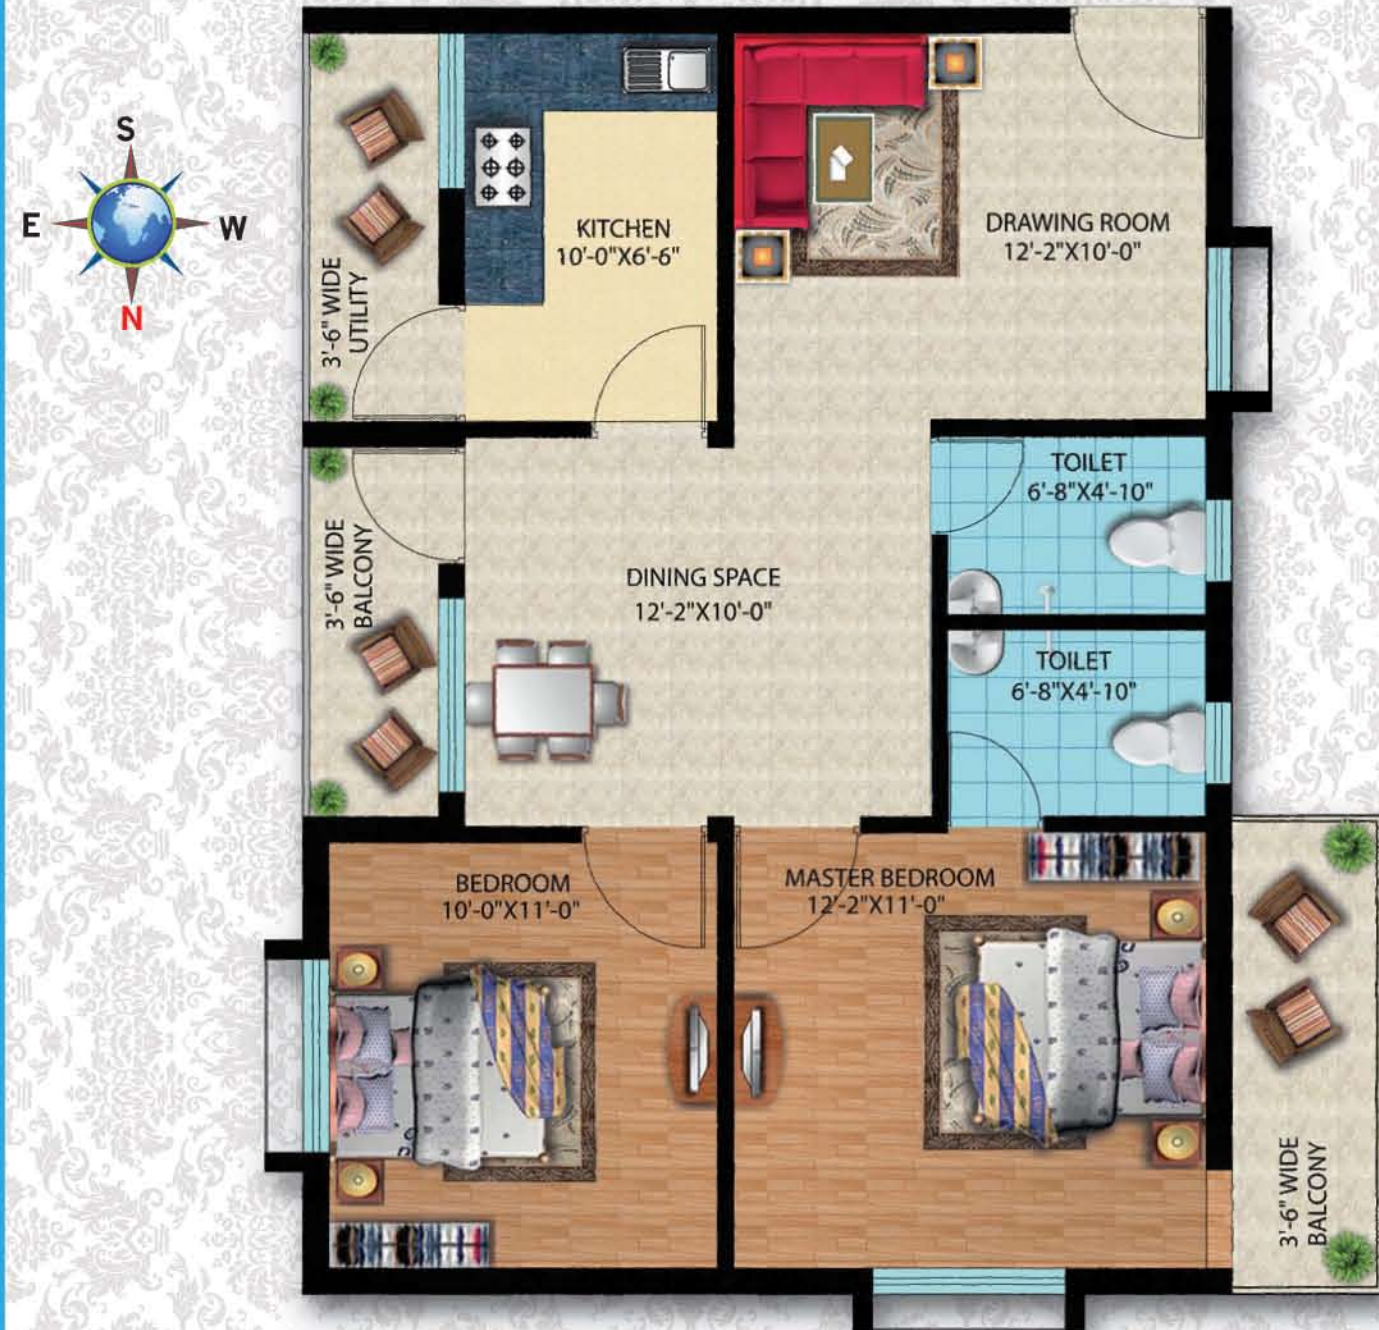 S
E
W
N
KITCHEN
10'-0"X6'-6"
DRAWING ROOM
12'-2"X10'-0"
3'-6" WIDE
UTILITY
TOILET
6'-8"X4'-10"
3'-6" WIDE
BALCONY
DINING SPACE
12'-2"X10'-0"
TOILET
6'-8"X4'-10"
BEDROOM
10'-0"X11'-0"
MASTER BEDROOM
12'-2"X11'-0"
3'-6" WIDE
BALCONY